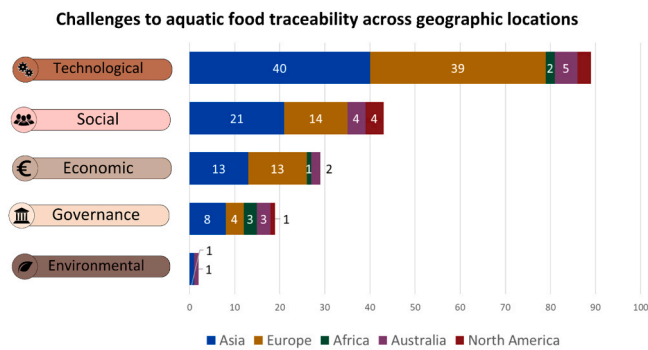 Challenges to aquatic food traceability across geographic locations
Technological
40 39 2 5
Social
21 14 4 4
Economic
13 13 1 2
Governance
8 4 3 3 1
Environmental
1
1
0 10 20 30 40 50 60 70 80 90 100
Asia Europe Africa Australia North America